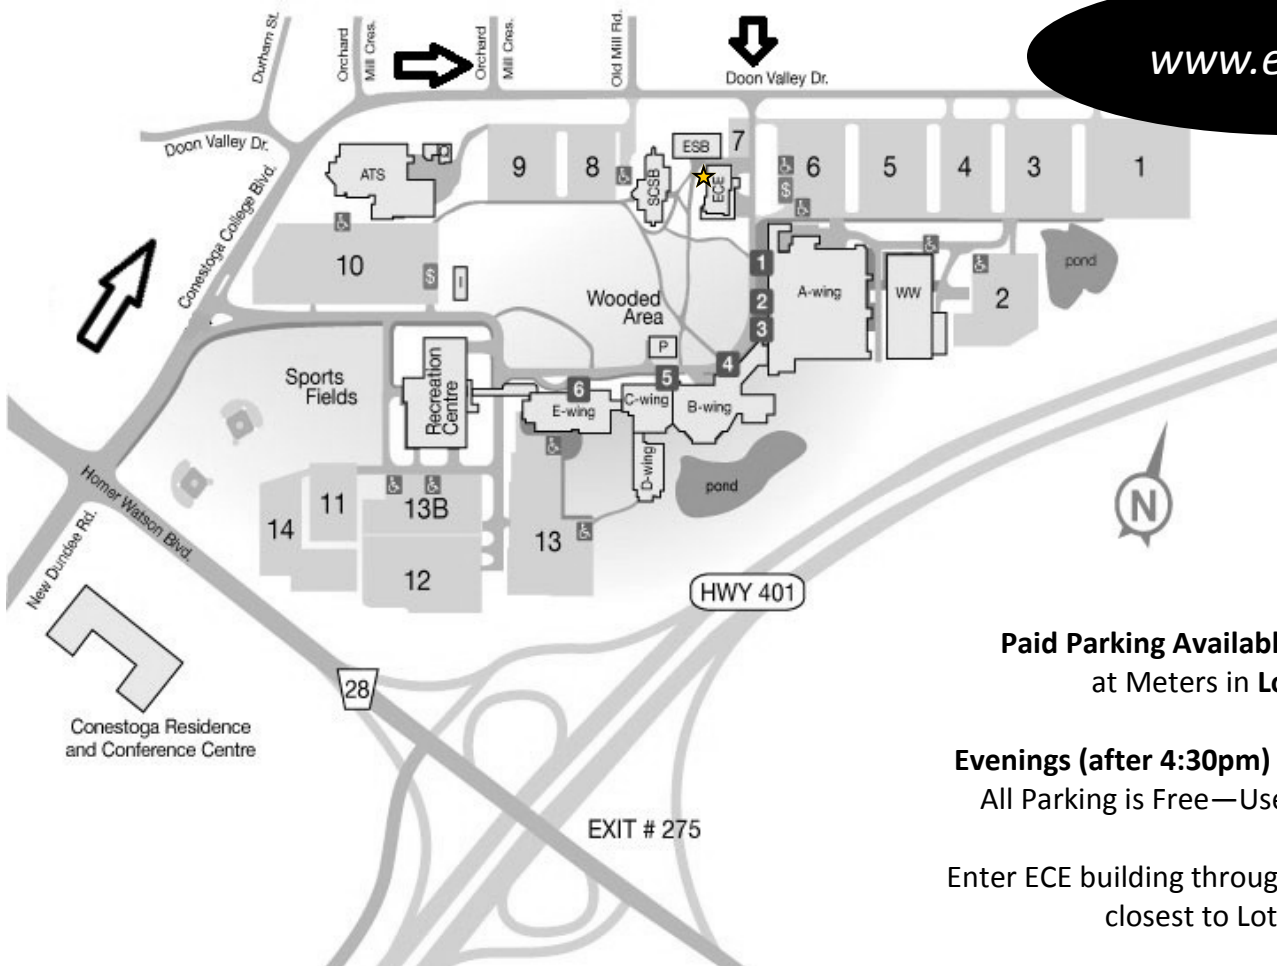 www.e
Durham St.
Orchard
Mill Cres.
Orchard
Mill Cres.
Old Mill Rd.
Doon Valley Dr.
Doon Valley Dr.
Conestoga College Blvd.
ATS
9
8
SCSB
ESB
7
ECE
6
$
5
4
3
1
10
$
I
Wooded
Area
P
1
2
3
4
5
6
A-wing
WW
2
pond
Sports
Fields
Recreation
Centre
E-wing
C-wing
B-wing
D-wing
pond
N
11
14
13B
12
13
Homer Watson Blvd.
New Dundee Rd.
HWY 401
28
Conestoga Residence
and Conference Centre
EXIT # 275
Paid Parking Availabl
at Meters in Lo
Evenings (after 4:30pm)
All Parking is Free—Use
Enter ECE building throug
closest to Lot